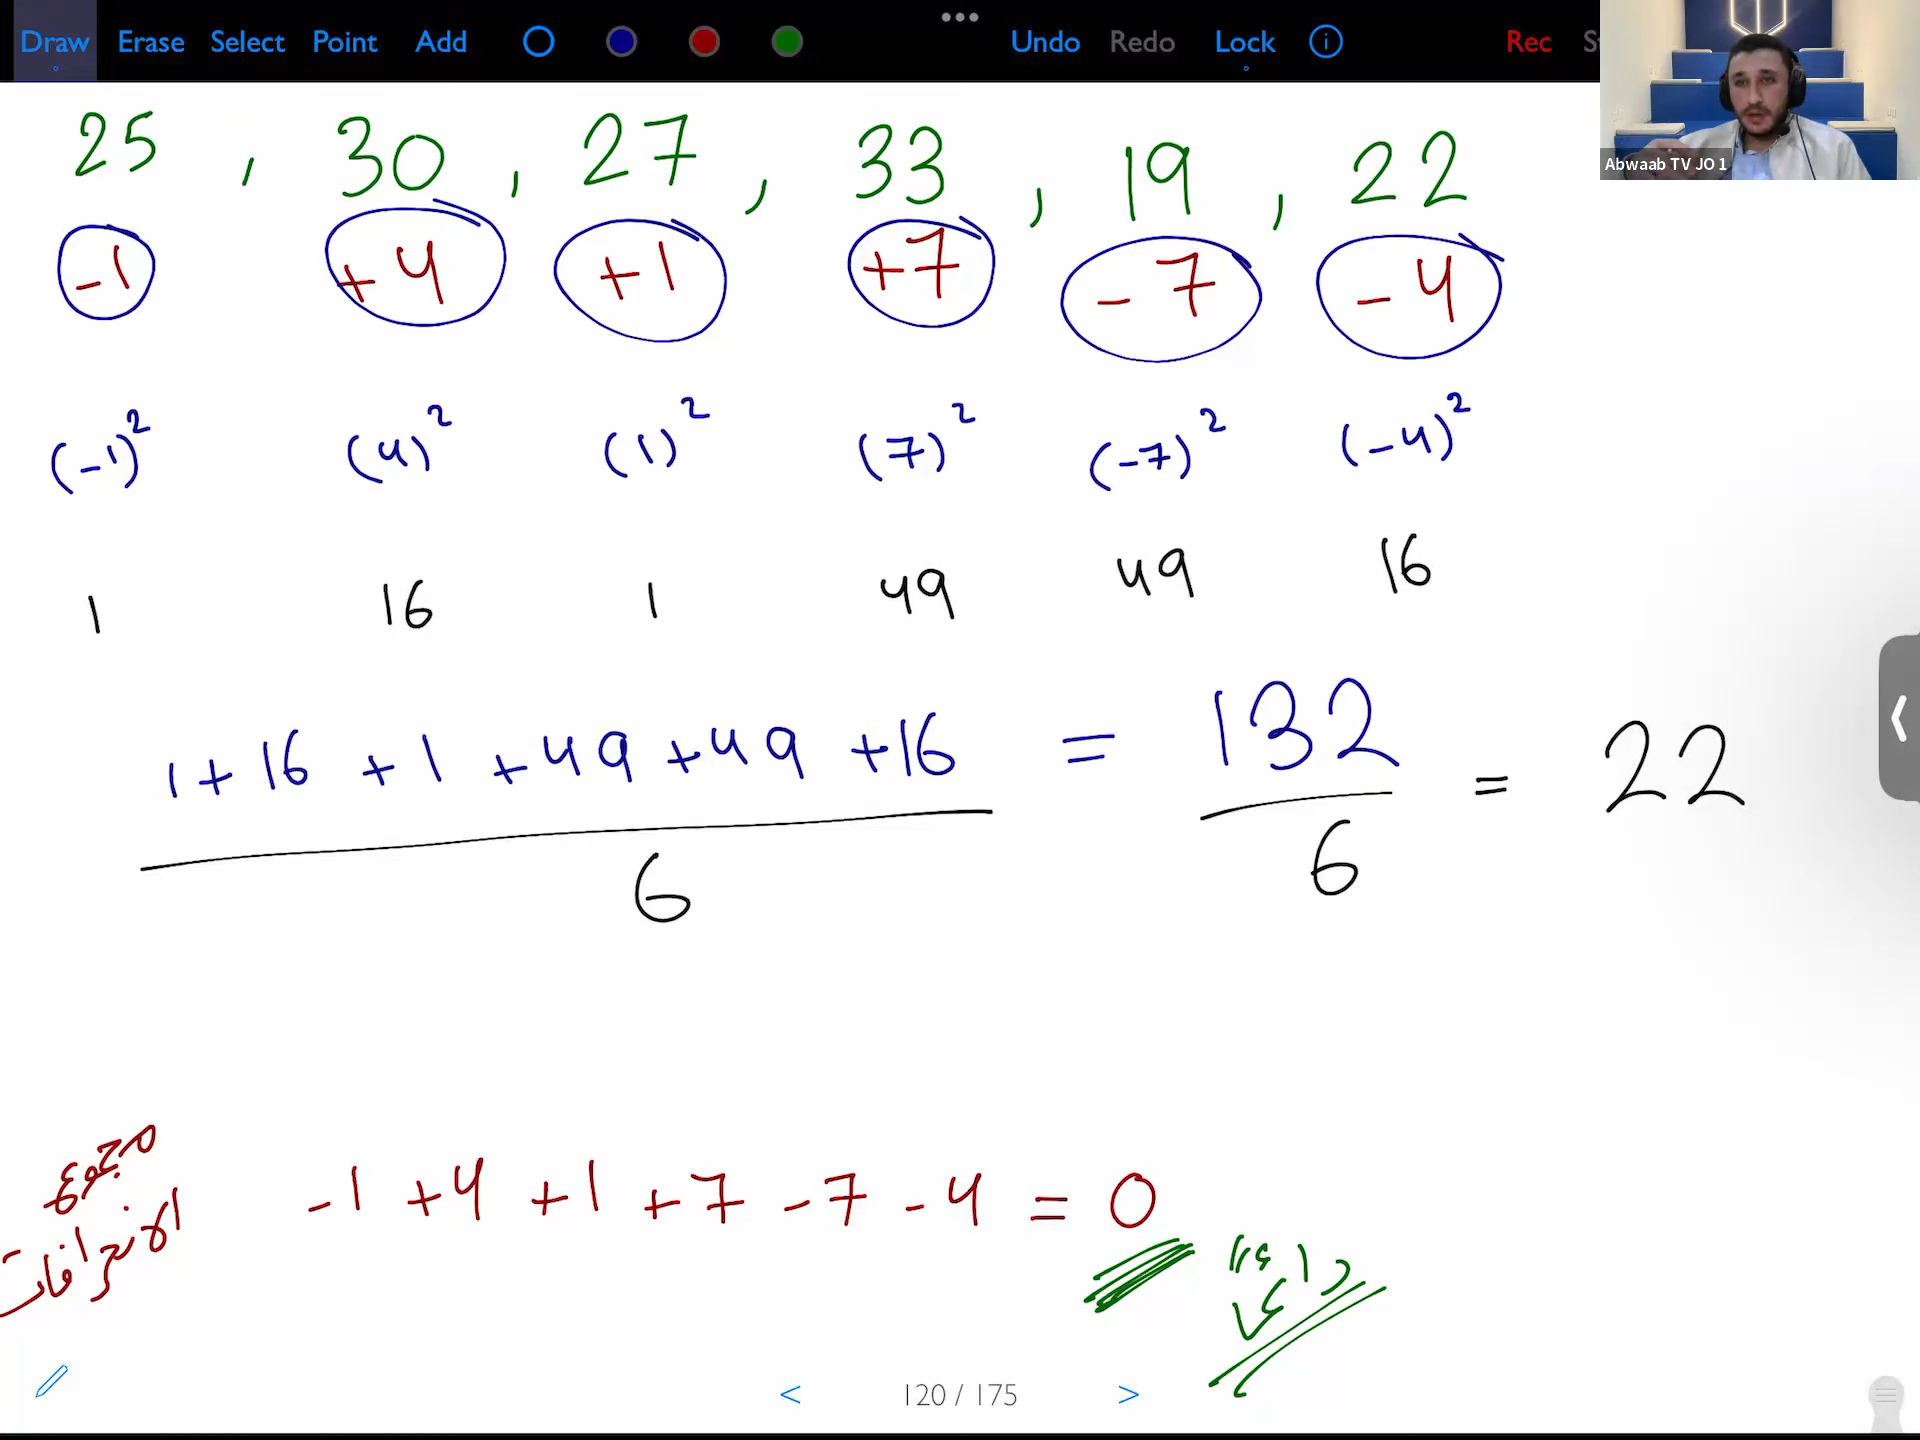 Draw Erase Select Point Add Undo Redo Lock Rec
Abwaab TV JO 1
25 , 30 , 27 , 33 , 19 , 22
-1 +4 +1 +7 -7 -4
(-1)² (4)² (1)² (7)² (-7)² (-4)²
1 16 1 49 49 16
1+16 +1 +49 +49 +16 = 132 = 22
6 6
مجموع
الانحرافات
-1 +4 +1 +7 -7 -4 = 0
دائماً
< 120 / 175 >